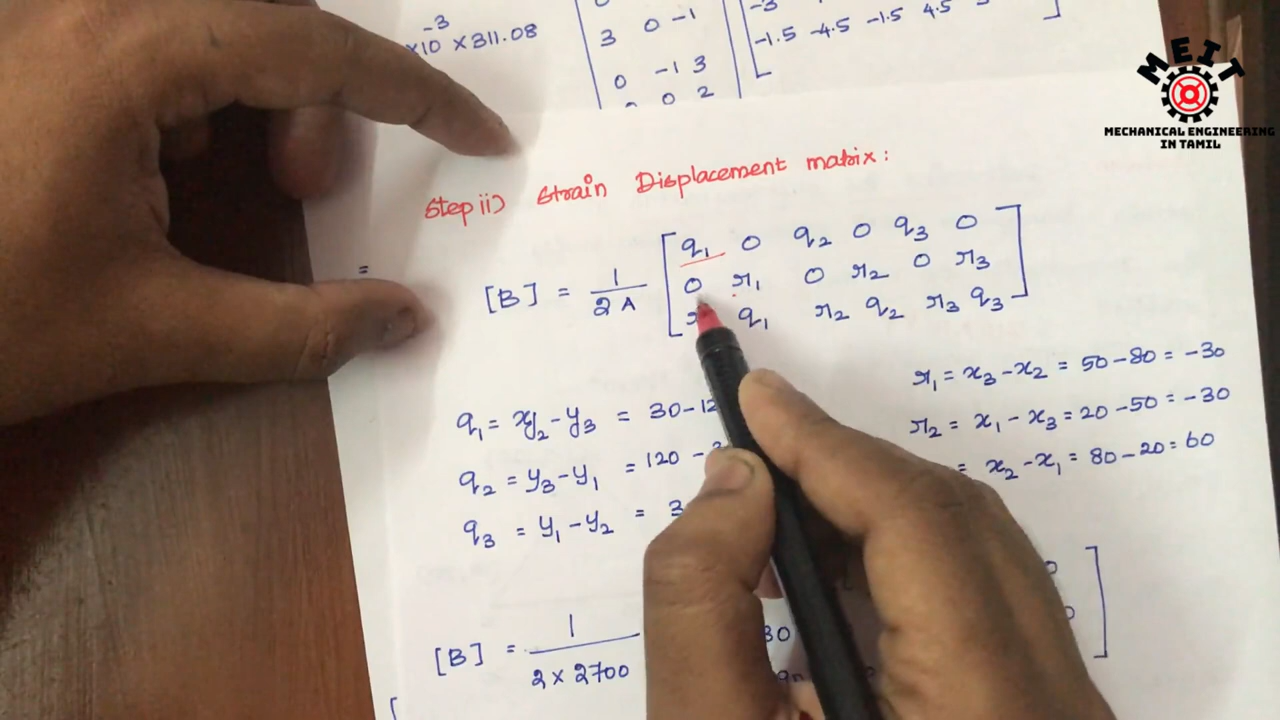 ×10⁻³ × 311.08
3 0 -1
0 -1 3
0 2
-3
-1.5 -4.5 -1.5 4.5
MEIT
MECHANICAL ENGINEERING
IN TAMIL
Step ii) Strain Displacement matrix:
=
[B] = 1/2A [q₁ 0 q₂ 0 q₃ 0
0 r₁ 0 r₂ 0 r₃
q₁ r₂ q₂ r₃ q₃]
q₁ = y₂ - y₃ = 30 - 12
r₁ = x₃ - x₂ = 50 - 80 = -30
q₂ = y₃ - y₁ = 120 -
r₂ = x₁ - x₃ = 20 - 50 = -30
q₃ = y₁ - y₂ = 3
= x₂ - x₁ = 80 - 20 = 60
[B] = 1/2 × 2700
30